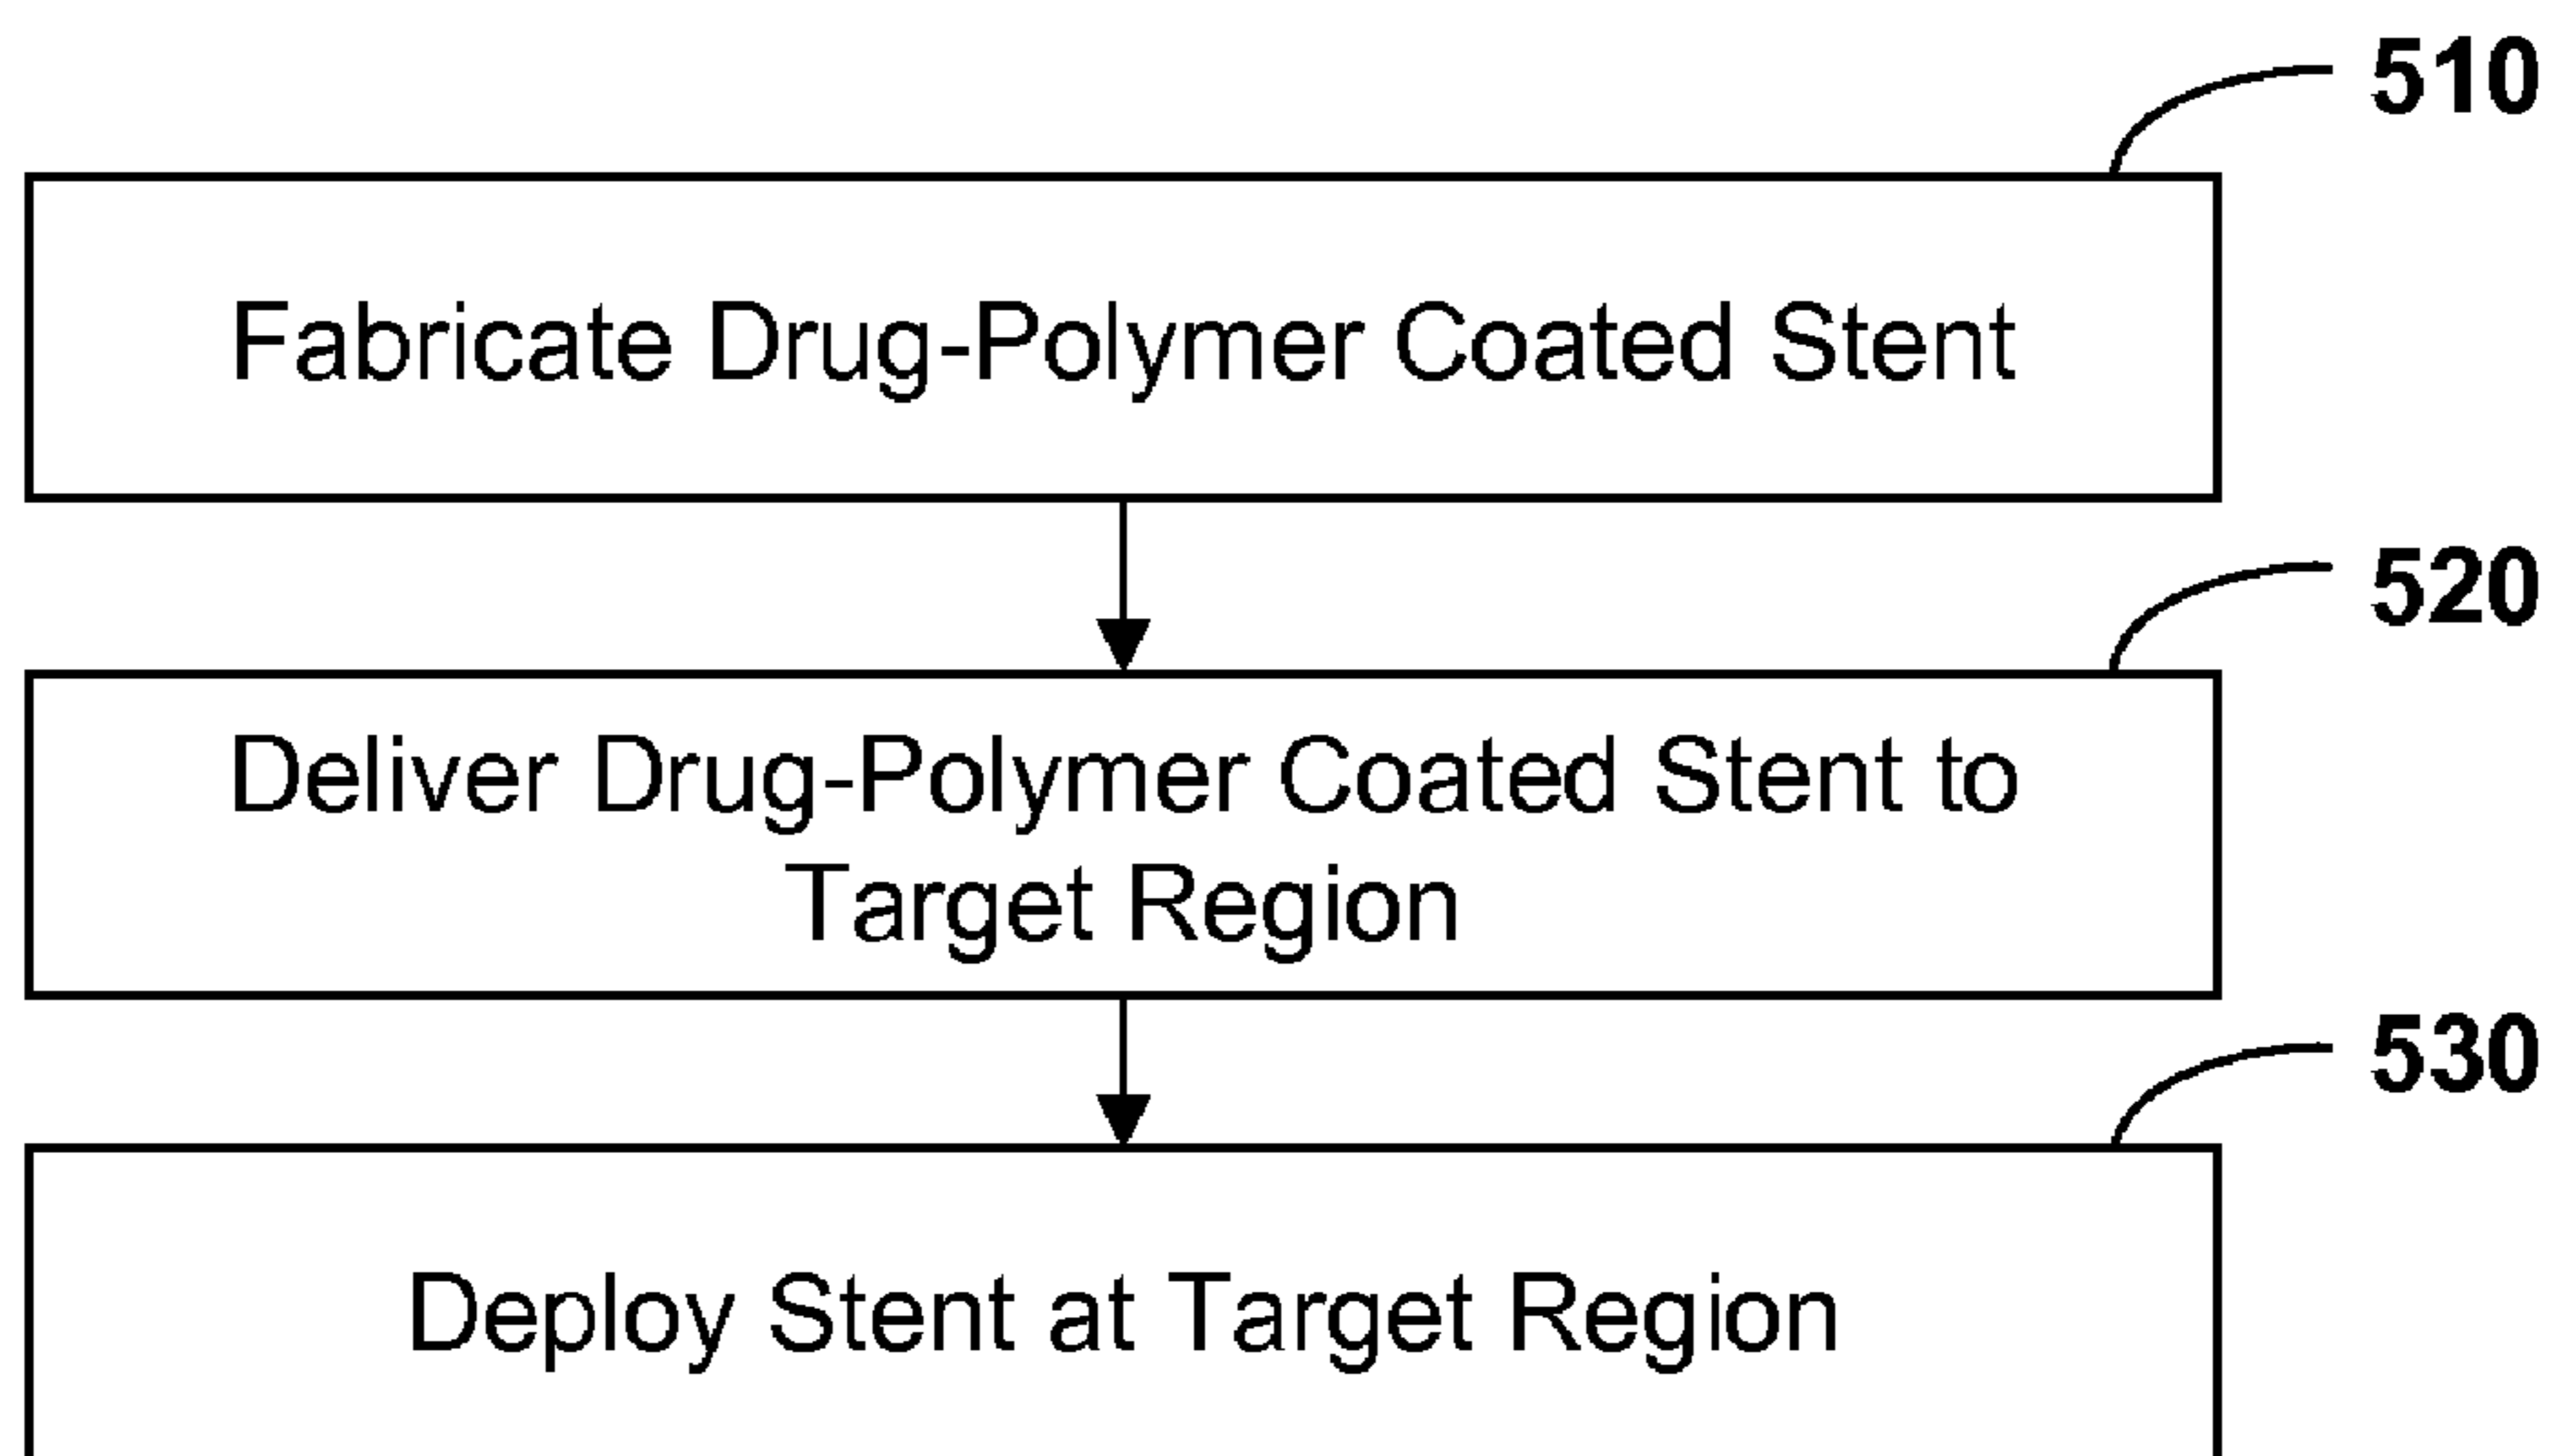 510
Fabricate Drug-Polymer Coated Stent
520
Deliver Drug-Polymer Coated Stent to
Target Region
530
Deploy Stent at Target Region